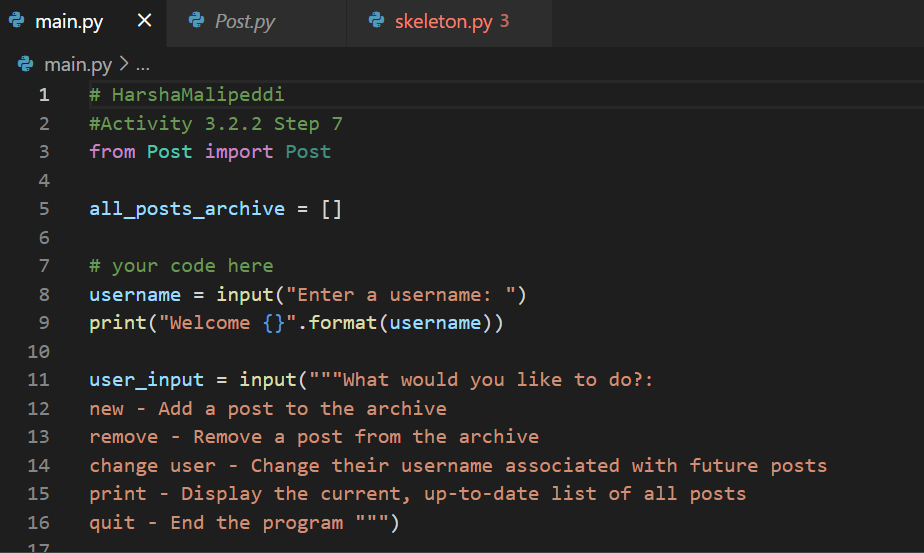 main.py X Post.py skeleton.py 3
main.py > ...
1 # HarshaMalipeddi
2 #Activity 3.2.2 Step 7
3 from Post import Post
4
5 all_posts_archive = []
6
7 # your code here
8 username = input("Enter a username: ")
9 print("Welcome {}".format(username))
10
11 user_input = input("""What would you like to do?:
12 new - Add a post to the archive
13 remove - Remove a post from the archive
14 change user - Change their username associated with future posts
15 print - Display the current, up-to-date list of all posts
16 quit - End the program """)
17